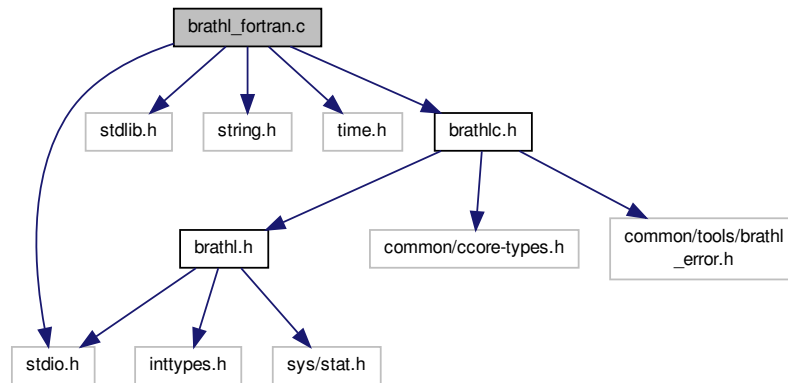 brathl_fortran.c
stdlib.h
string.h
time.h
brathlc.h
brathl.h
common/ccore-types.h
common/tools/brathl
_error.h
stdio.h
inttypes.h
sys/stat.h